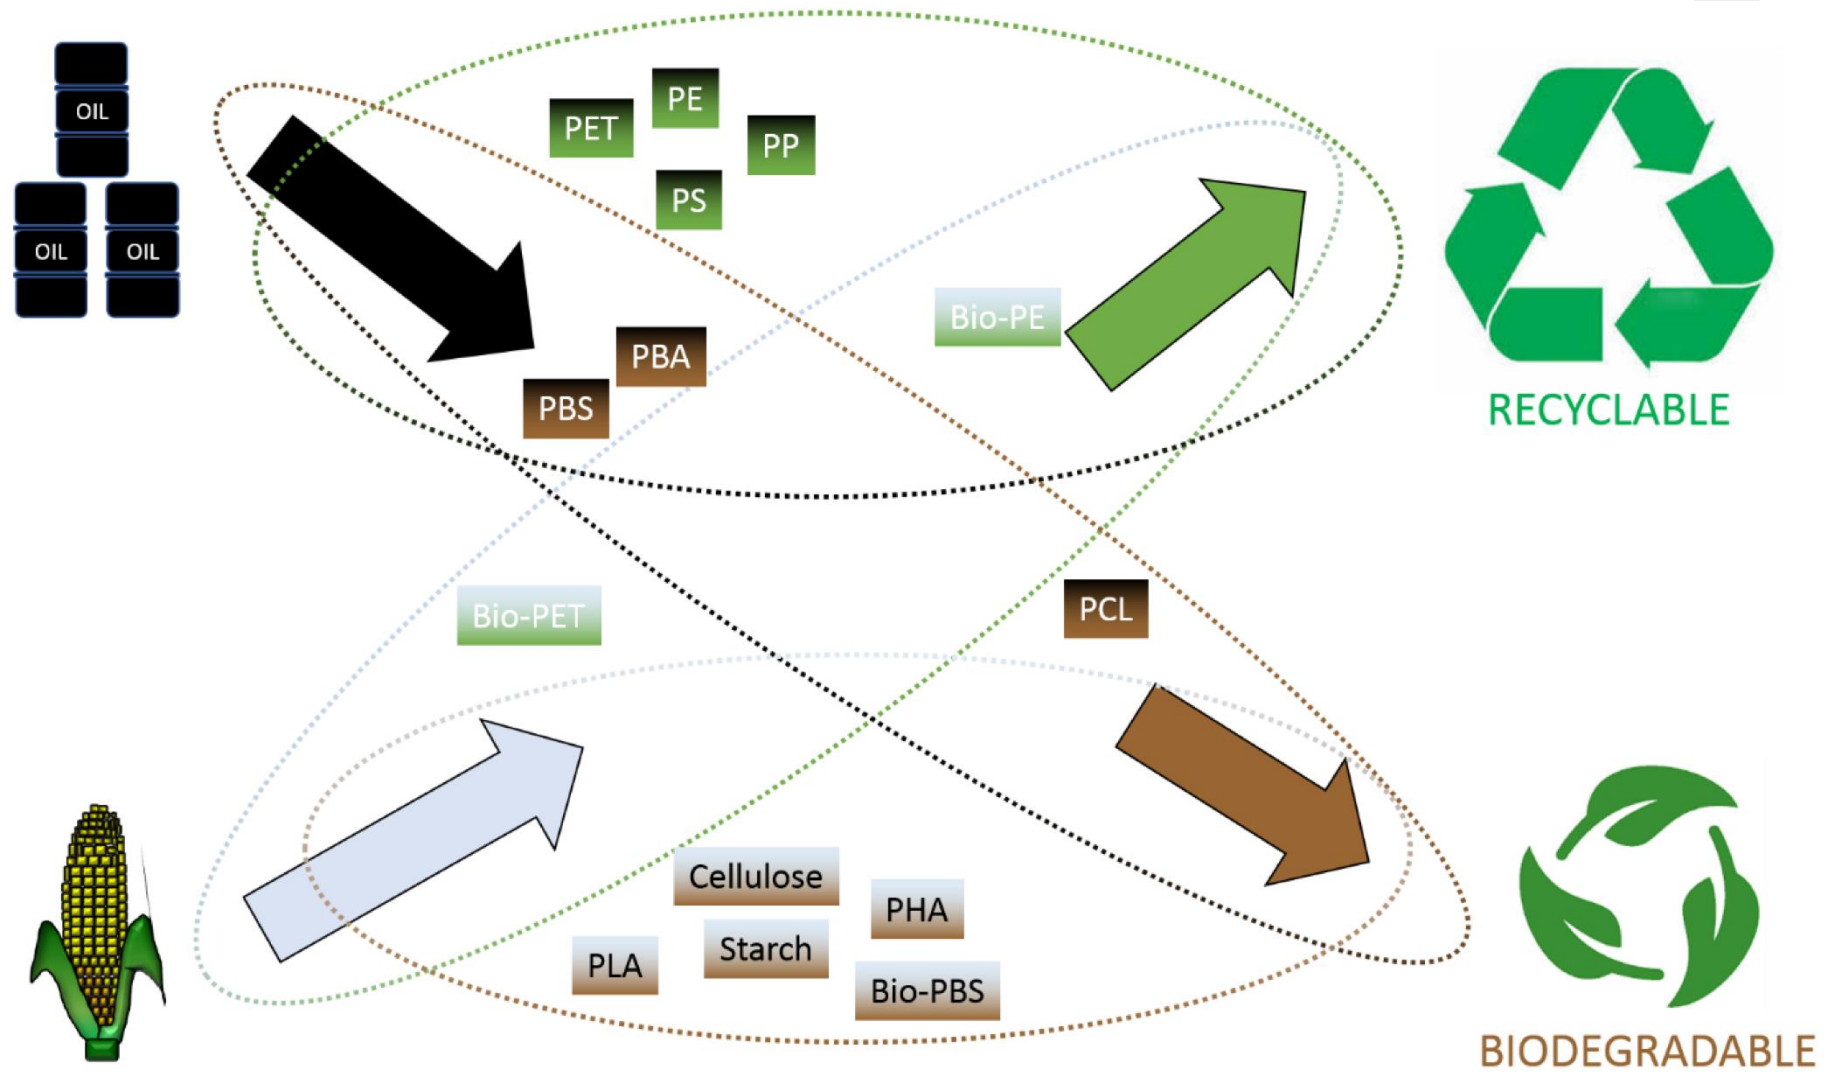 OIL
OIL
OIL
PE
PET
PP
PS
Bio-PE
PBA
PBS
RECYCLABLE
Bio-PET
PCL
Cellulose
PHA
Starch
PLA
Bio-PBS
BIODEGRADABLE